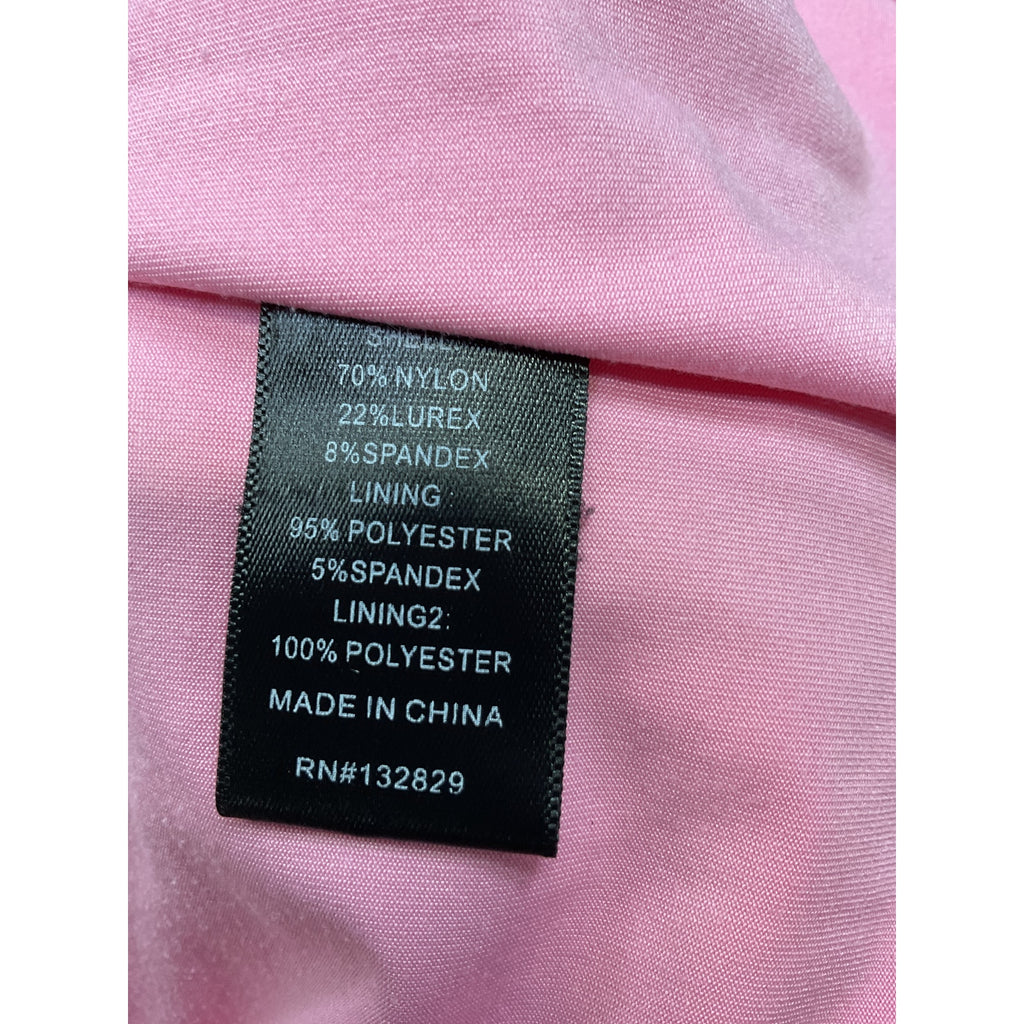 SHELL:
70% NYLON
22%LUREX
8%SPANDEX
LINING :
95% POLYESTER
5%SPANDEX
LINING2:
100% POLYESTER
MADE IN CHINA
RN#132829